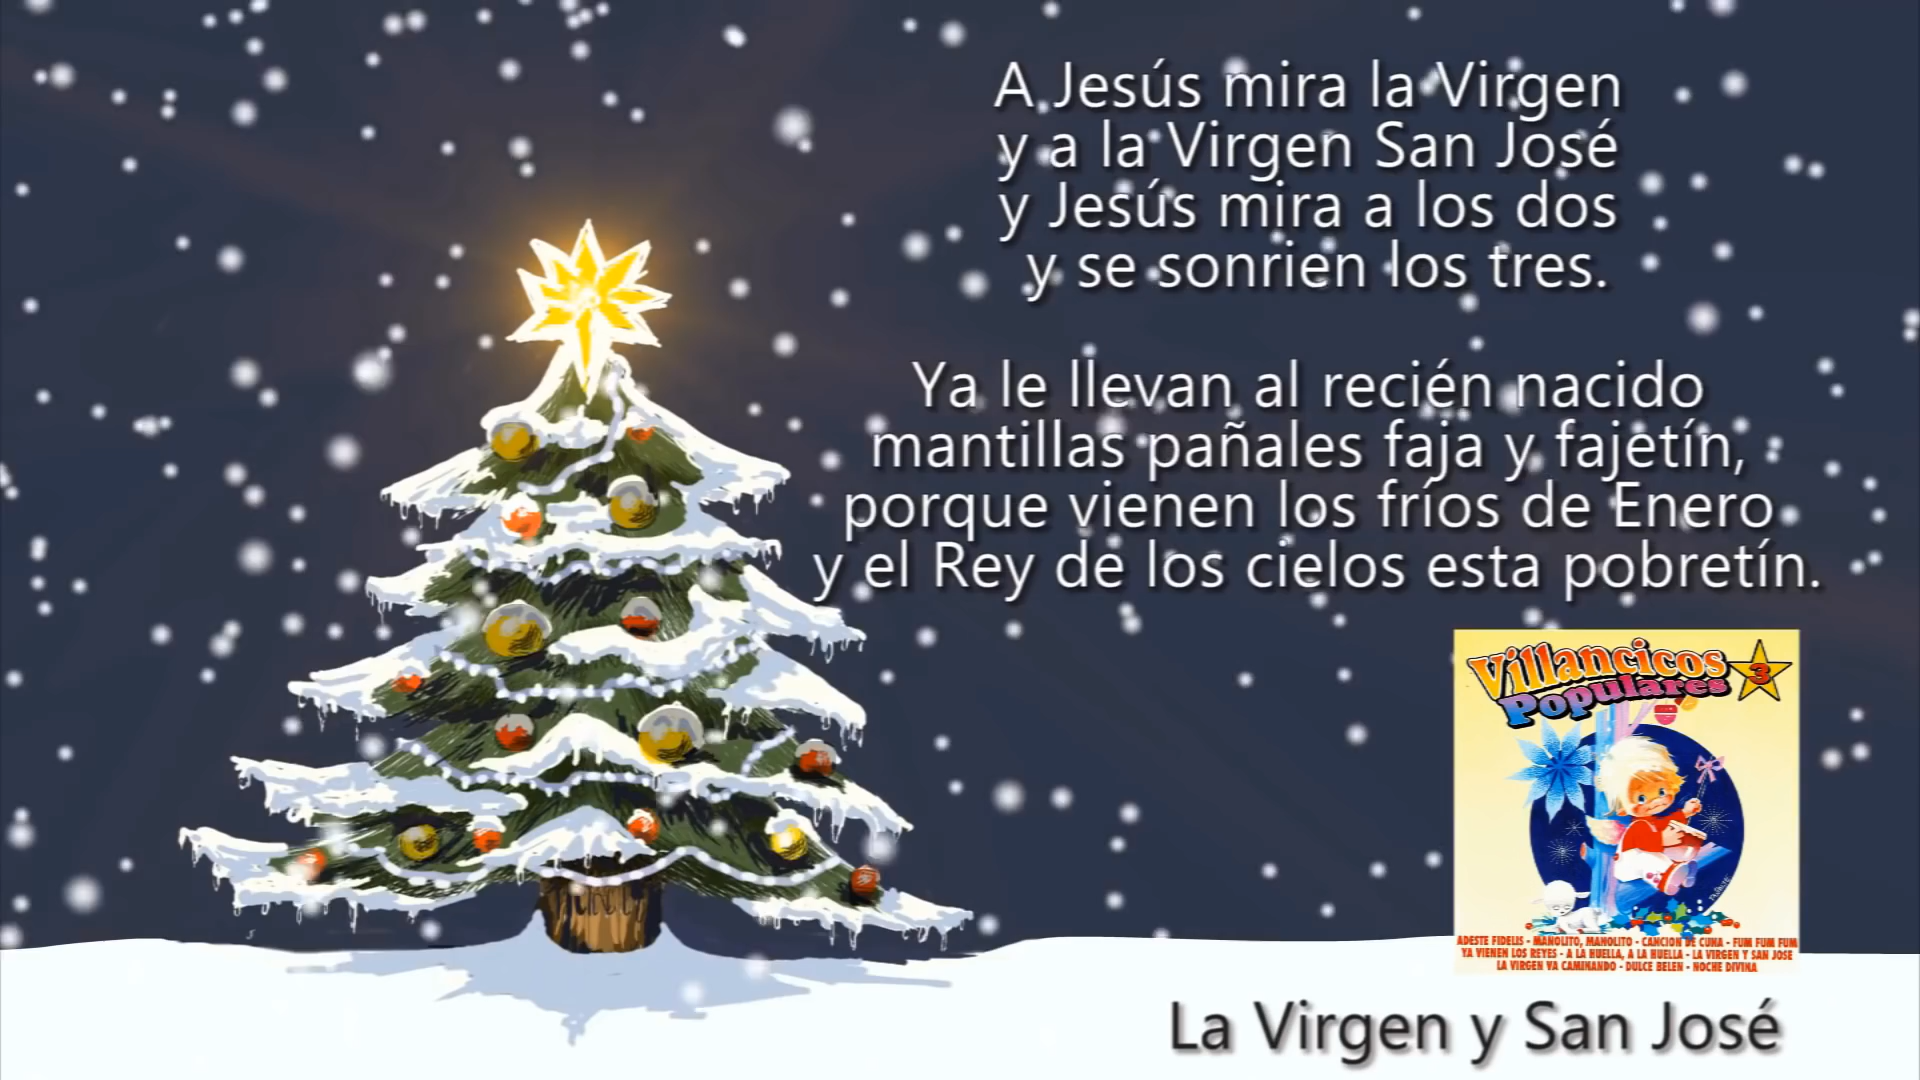 A Jesús mira la Virgen
y a la Virgen San José
y Jesús mira a los dos
y se sonrien los tres.
Ya le llevan al recién nacido
mantillas pañales faja y fajetín,
porque vienen los fríos de Enero
y el Rey de los cielos esta pobretín.
Villancicos
Populares
3
ADESTE FIDELIS - MAÑOLITO, MAÑOLITO - CANCION DE CUNA - FUM FUM FUM
YA VIENEN LOS REYES - A LA HUELLA, A LA HUELLA - LA VIRGEN Y SAN JOSE
LA VIRGEN VA CAMINANDO - DULCE BELEN - NOCHE DIVINA
La Virgen y San José